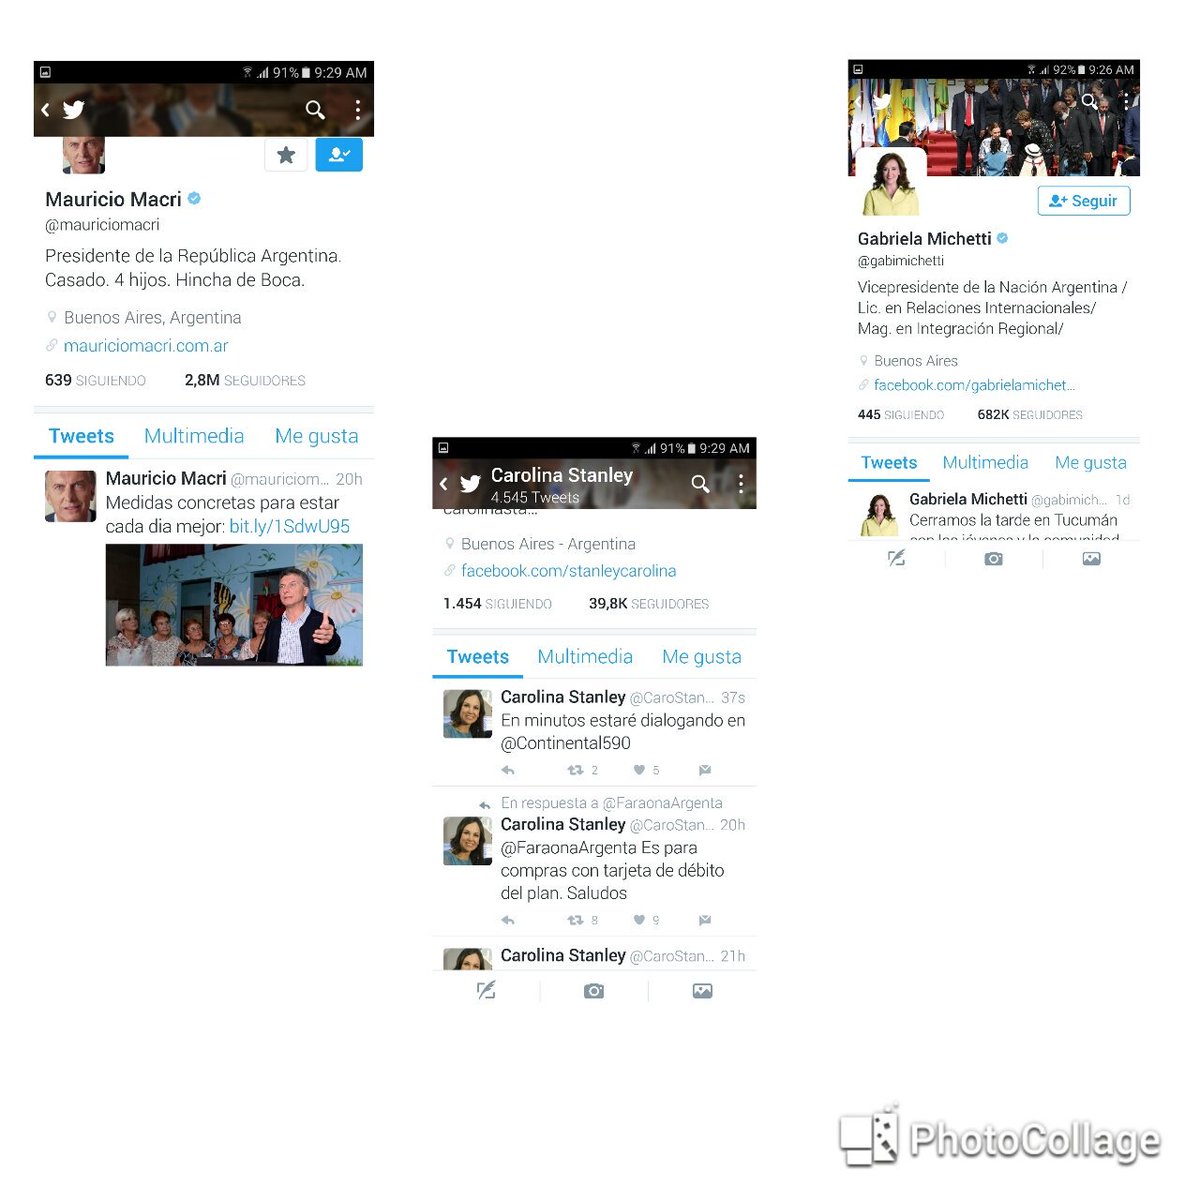 91% 9:29 AM
Mauricio Macri
@mauriciomacri
Presidente de la República Argentina.
Casado. 4 hijos. Hincha de Boca.
Buenos Aires, Argentina
mauriciomacri.com.ar
639 SIGUIENDO 2,8M SEGUIDORES
Tweets Multimedia Me gusta
Mauricio Macri @mauriciom... 20h
Medidas concretas para estar
cada dia mejor: bit.ly/1SdwU95
91% 9:29 AM
Carolina Stanley
4.545 Tweets
carolinasta...
Buenos Aires - Argentina
facebook.com/stanleycarolina
1.454 SIGUIENDO 39,8K SEGUIDORES
Tweets Multimedia Me gusta
Carolina Stanley @CaroStan... 37s
En minutos estaré dialogando en
@Continental590
2 5
En respuesta a @FaraonaArgenta
Carolina Stanley @CaroStan... 20h
@FaraonaArgenta Es para
compras con tarjeta de débito
del plan. Saludos
8 9
Carolina Stanley @CaroStan... 21h
92% 9:26 AM
Seguir
Gabriela Michetti
@gabimichetti
Vicepresidente de la Nación Argentina /
Lic. en Relaciones Internacionales/
Mag. en Integración Regional/
Buenos Aires
facebook.com/gabrielamichet...
445 SIGUIENDO 682K SEGUIDORES
Tweets Multimedia Me gusta
Gabriela Michetti @gabimich... 1d
Cerramos la tarde en Tucumán
con los jóvenes y la comunidad
PhotoCollage